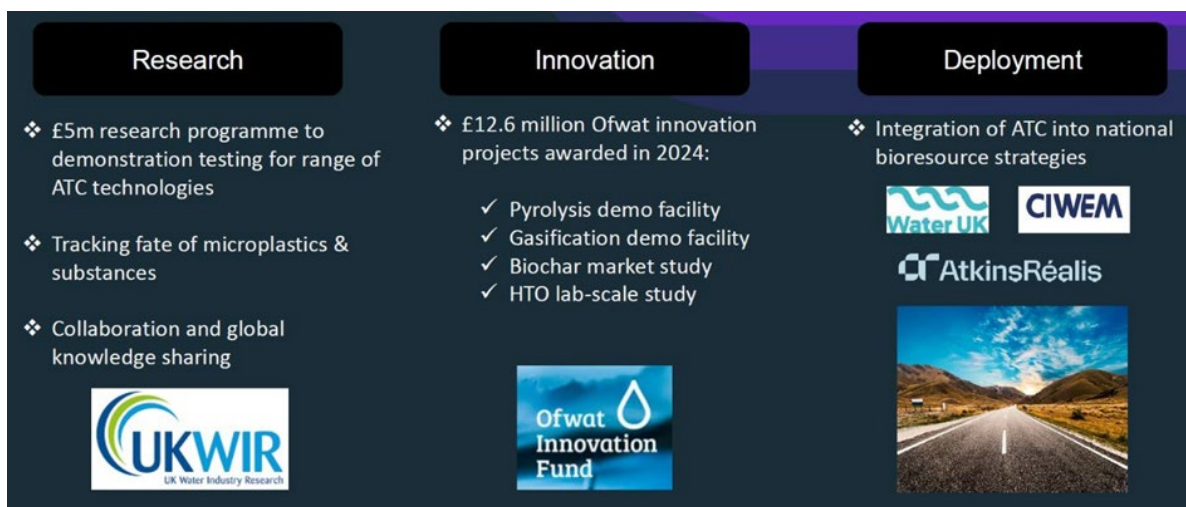 Research
❖ £5m research programme to
demonstration testing for range of
ATC technologies
❖ Tracking fate of microplastics &
substances
❖ Collaboration and global
knowledge sharing
UKWIR
UK Water Industry Research
Innovation
❖ £12.6 million Ofwat innovation
projects awarded in 2024:
✓ Pyrolysis demo facility
✓ Gasification demo facility
✓ Biochar market study
✓ HTO lab-scale study
Ofwat
Innovation
Fund
Deployment
❖ Integration of ATC into national
bioresource strategies
Water UK
CIWEM
AtkinsRéalis